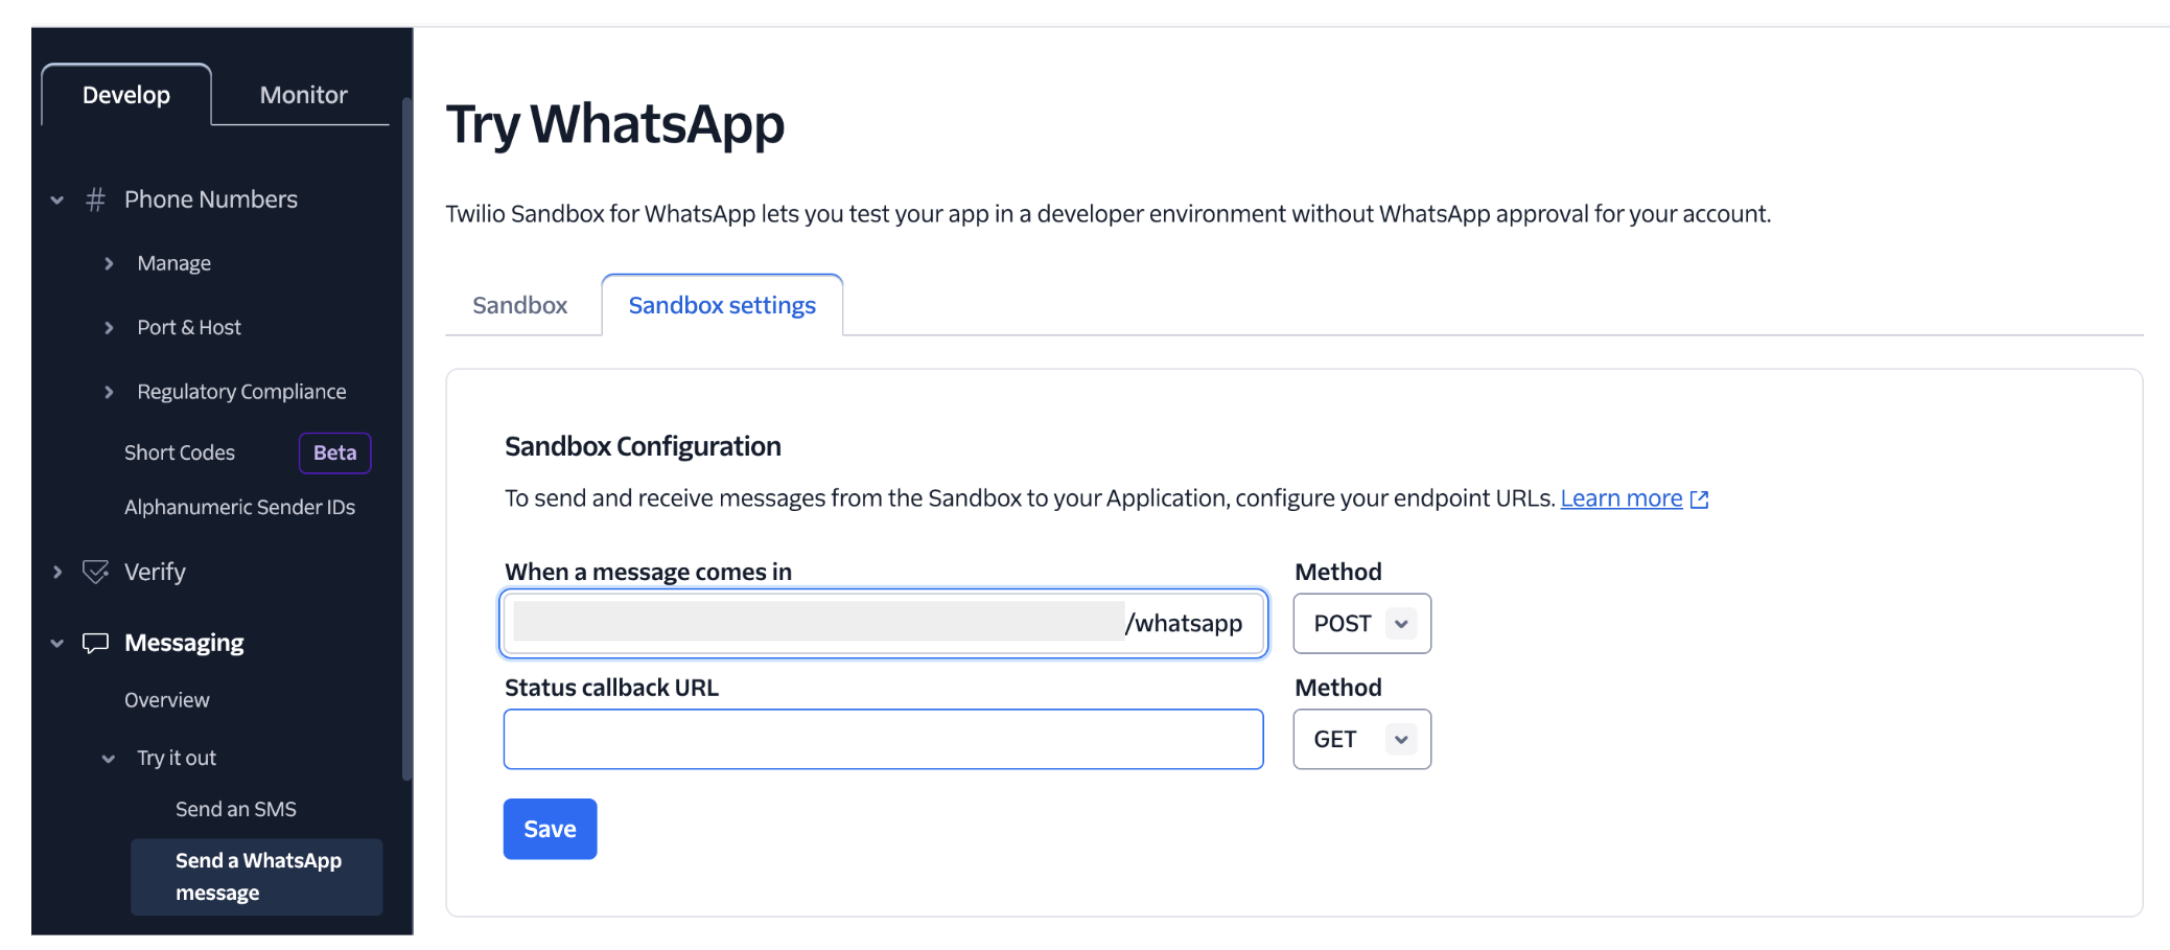 Develop
Monitor
Phone Numbers
Manage
Port & Host
Regulatory Compliance
Short Codes
Beta
Alphanumeric Sender IDs
Verify
Messaging
Overview
Try it out
Send an SMS
Send a WhatsApp
message
Try WhatsApp
Twilio Sandbox for WhatsApp lets you test your app in a developer environment without WhatsApp approval for your account.
Sandbox
Sandbox settings
Sandbox Configuration
To send and receive messages from the Sandbox to your Application, configure your endpoint URLs. Learn more
When a message comes in
Method
/whatsapp
POST
Status callback URL
Method
GET
Save